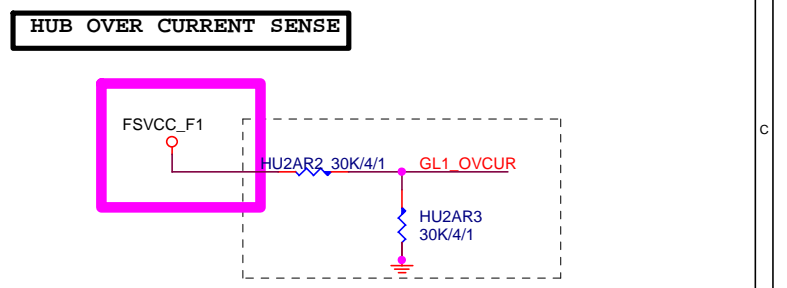 HUB OVER CURRENT SENSE
FSVCC_F1
C
HU2AR2 30K/4/1
GL1_OVCUR
HU2AR3
30K/4/1